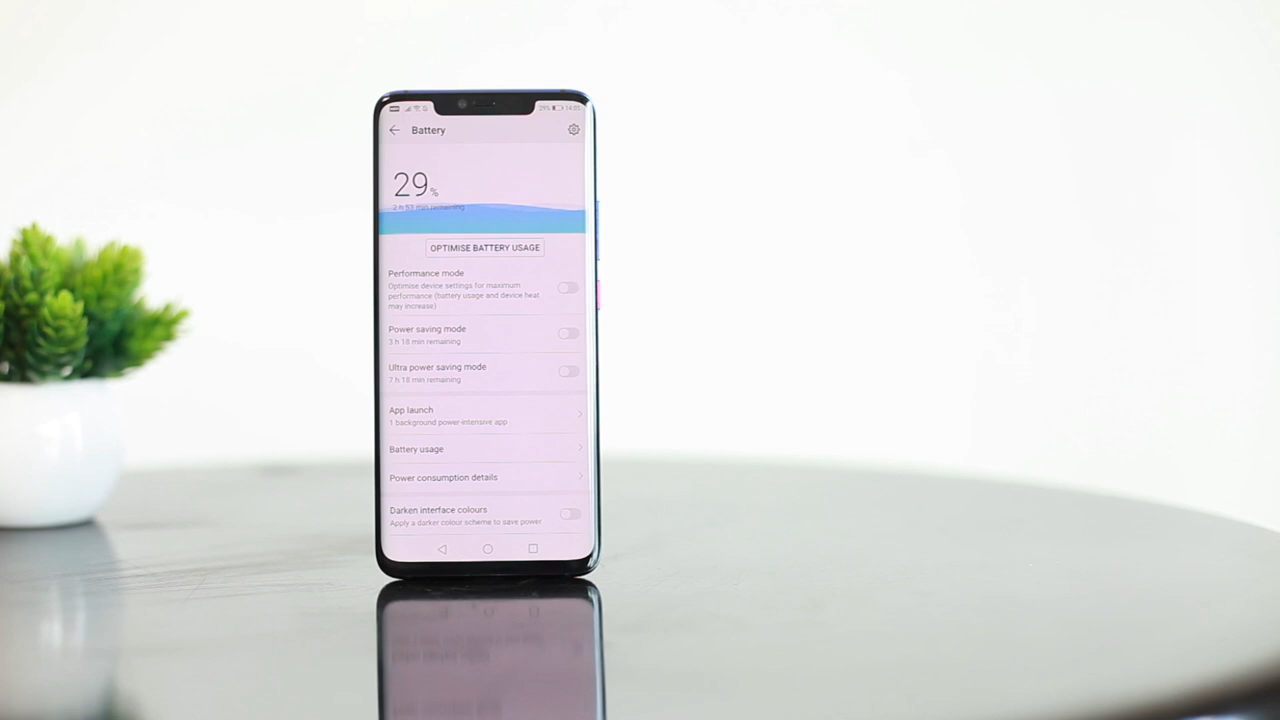 29% 14:05
Battery
29%
2 h 53 min remaining
OPTIMISE BATTERY USAGE
Performance mode
Optimise device settings for maximum
performance (battery usage and device heat
may increase)
Power saving mode
3 h 18 min remaining
Ultra power saving mode
7 h 18 min remaining
App launch
1 background power-intensive app
Battery usage
Power consumption details
Darken interface colours
Apply a darker colour scheme to save power